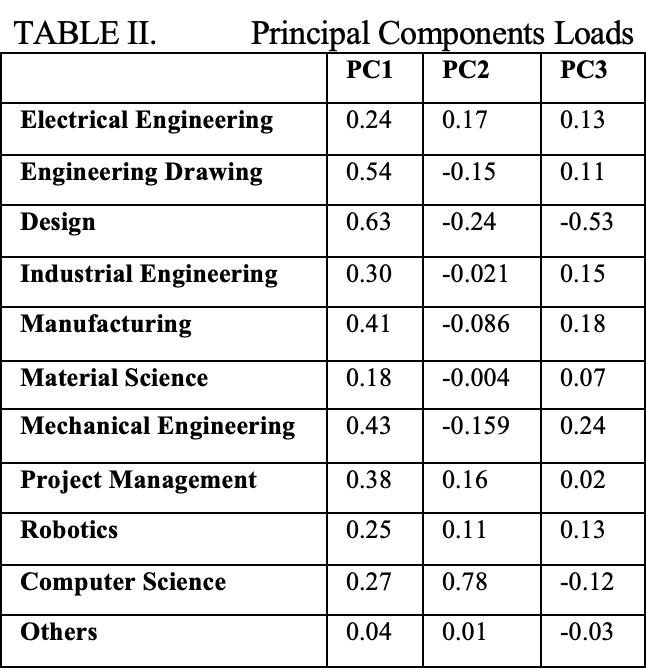 TABLE II. Principal Components Loads
PC1 PC2 PC3
Electrical Engineering 0.24 0.17 0.13
Engineering Drawing 0.54 -0.15 0.11
Design 0.63 -0.24 -0.53
Industrial Engineering 0.30 -0.021 0.15
Manufacturing 0.41 -0.086 0.18
Material Science 0.18 -0.004 0.07
Mechanical Engineering 0.43 -0.159 0.24
Project Management 0.38 0.16 0.02
Robotics 0.25 0.11 0.13
Computer Science 0.27 0.78 -0.12
Others 0.04 0.01 -0.03